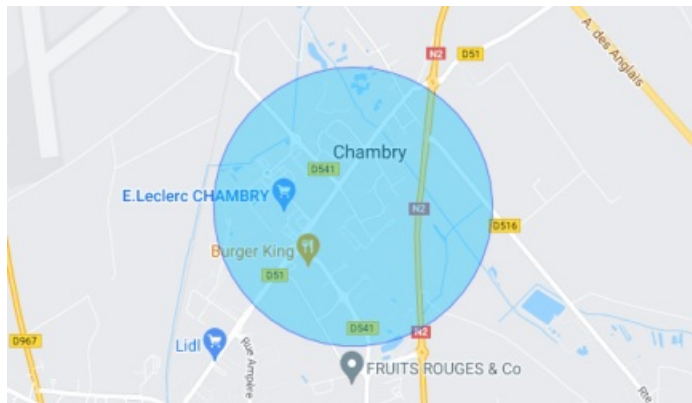 N2
D51
A. des Anglais
Chambry
D541
E.Leclerc CHAMBRY
N2
D516
Burger King
D51
D541
N2
D967
Lidl
Rue Ampère
FRUITS ROUGES & Co
Rte